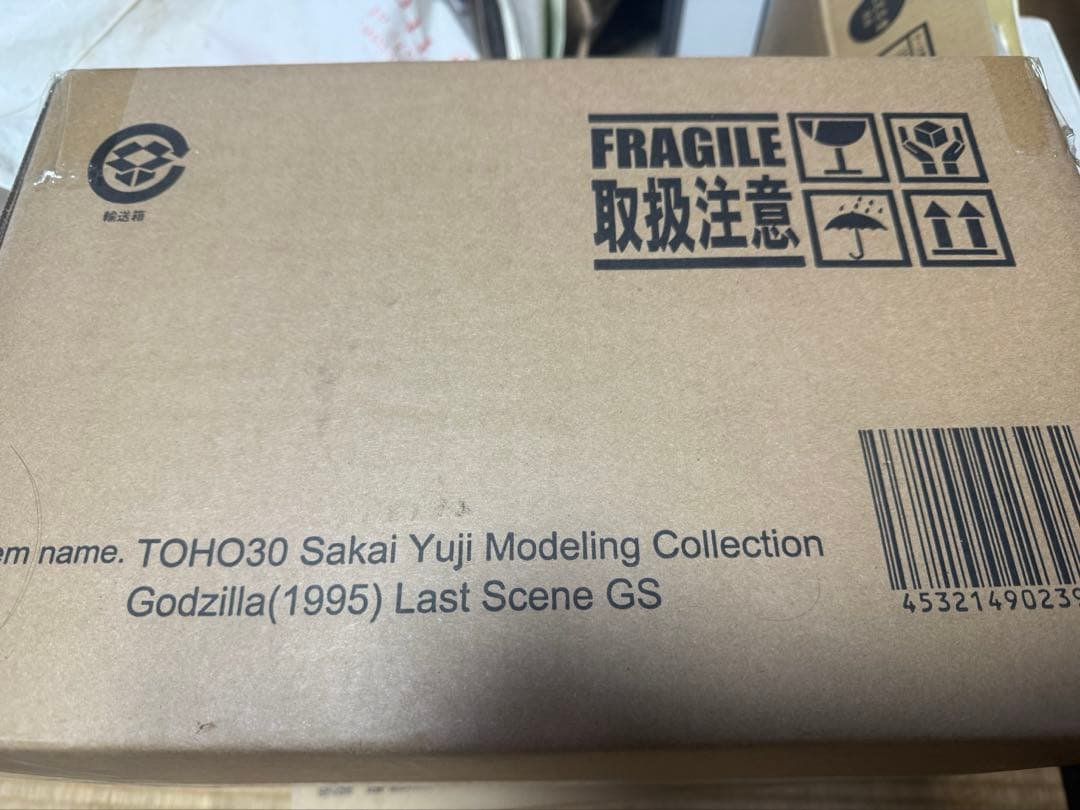 輸送箱
FRAGILE
取扱注意
em name. TOHO30 Sakai Yuji Modeling Collection
Godzilla(1995) Last Scene GS
45321490239